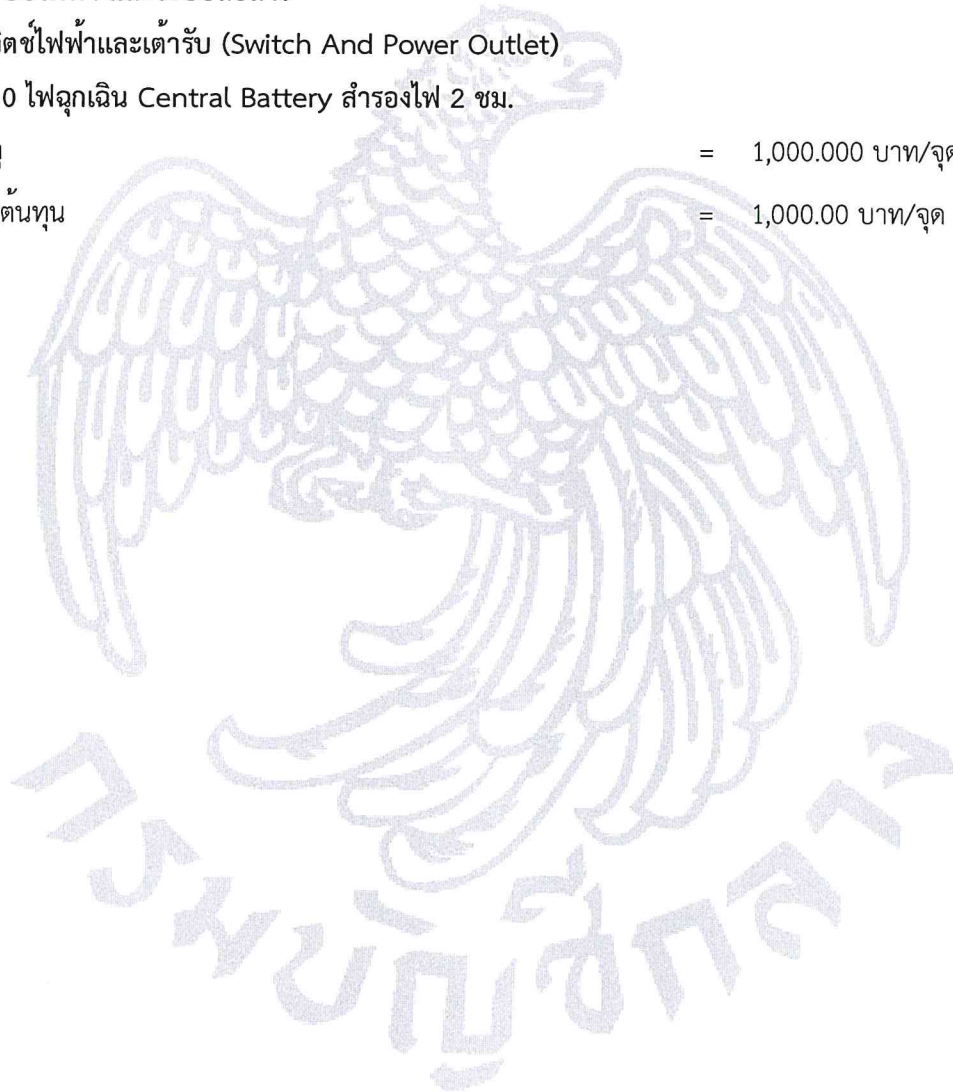 สวิตช์ไฟฟ้าและเต้ารับ (Switch And Power Outlet)
0 ไฟฉุกเฉิน Central Battery สำรองไฟ 2 ชม.
= 1,000.000 บาท/จุด
ต้นทุน = 1,000.00 บาท/จุด
กรมบัญชีกลาง